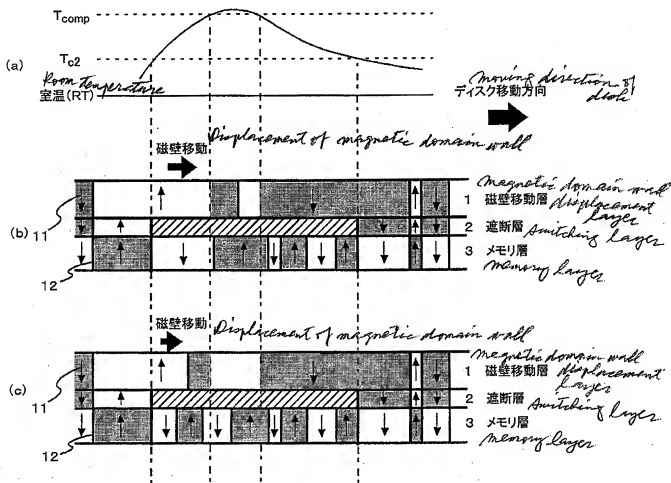 Tcomp
(a)
Tc2
Room temperature
室温(RT)
moving direction of disk
ディスク移動方向
Displacement of magnetic domain wall
磁壁移動
magnetic domain wall
1 磁壁移動層 displacement layer
11
(b)
2 遮断層 switching layer
3 メモリ層
memory layer
12
Displacement of magnetic domain wall
磁壁移動
magnetic domain wall
1 磁壁移動層 displacement layer
(c)
11
2 遮断層 switching layer
3 メモリ層
memory layer
12